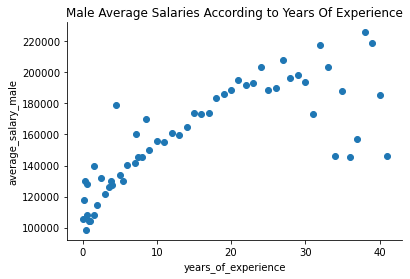 Male Average Salaries According to Years Of Experience
220000
200000
180000
160000
140000
120000
100000
average_salary_male
0 10 20 30 40
years_of_experience